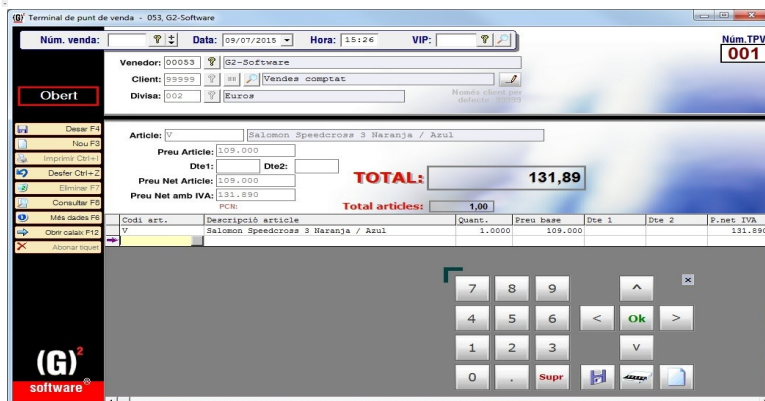 Terminal de punt de venda - 053, G2-Software
Núm. venda: Data: 09/07/2015 Hora: 15:26 VIP: Núm.TPV
001
Venedor: 00053 G2-Software
Client: 99999 Vendes comptat
Divisa: 002 Euros Només client per
defecte 99999
Obert
Desar F4
Nou F3
Imprimir Ctrl+I
Desfer Ctrl+Z
Eliminar F7
Consultar F8
Més dades F6
Obrir calaix F12
Abonar tiquet
Article: V Salomon Speedcross 3 Naranja / Azul
Preu Article: 109.000
Dte1: Dte2:
Preu Net Article: 109.000
Preu Net amb IVA: 131.890
PCN:
TOTAL: 131,89
Total articles: 1,00
Codi art. Descripció article Quant. Preu base Dte 1 Dte 2 P.net IVA
V Salomon Speedcross 3 Naranja / Azul 1.0000 109.000 131.890
7 8 9 ^
4 5 6 < Ok >
1 2 3 v
0 . Supr
(G)²
software®